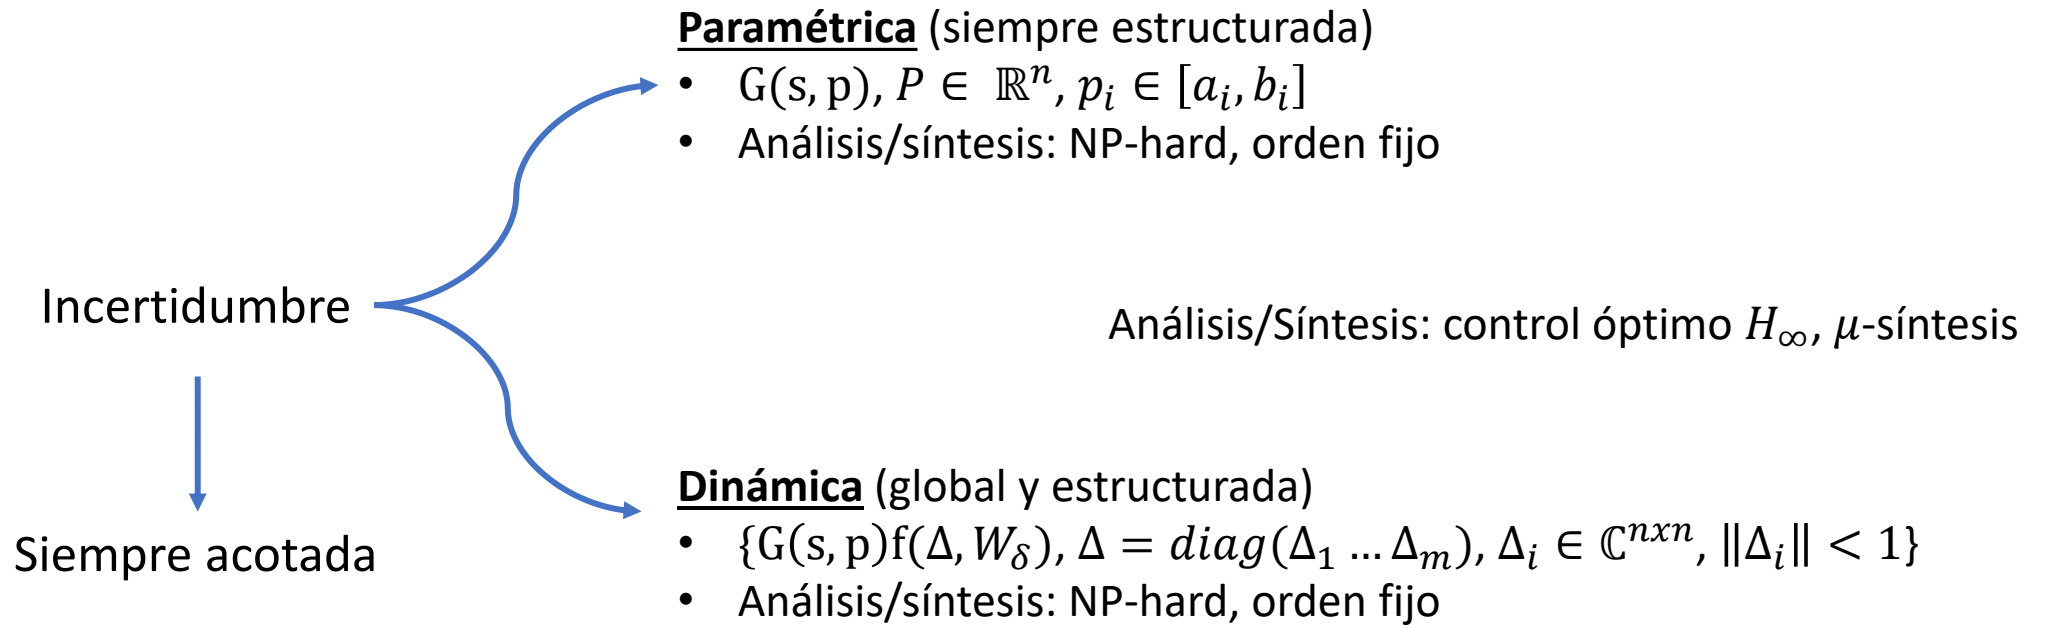 Paramétrica (siempre estructurada)
• G(s, p), P ∈ ℝⁿ, pᵢ ∈ [aᵢ, bᵢ]
• Análisis/síntesis: NP-hard, orden fijo
Incertidumbre
Análisis/Síntesis: control óptimo H∞, μ-síntesis
Dinámica (global y estructurada)
Siempre acotada
• {G(s, p)f(Δ, W_δ), Δ = diag(Δ₁ … Δₘ), Δᵢ ∈ ℂⁿˣⁿ, ‖Δᵢ‖ < 1}
• Análisis/síntesis: NP-hard, orden fijo